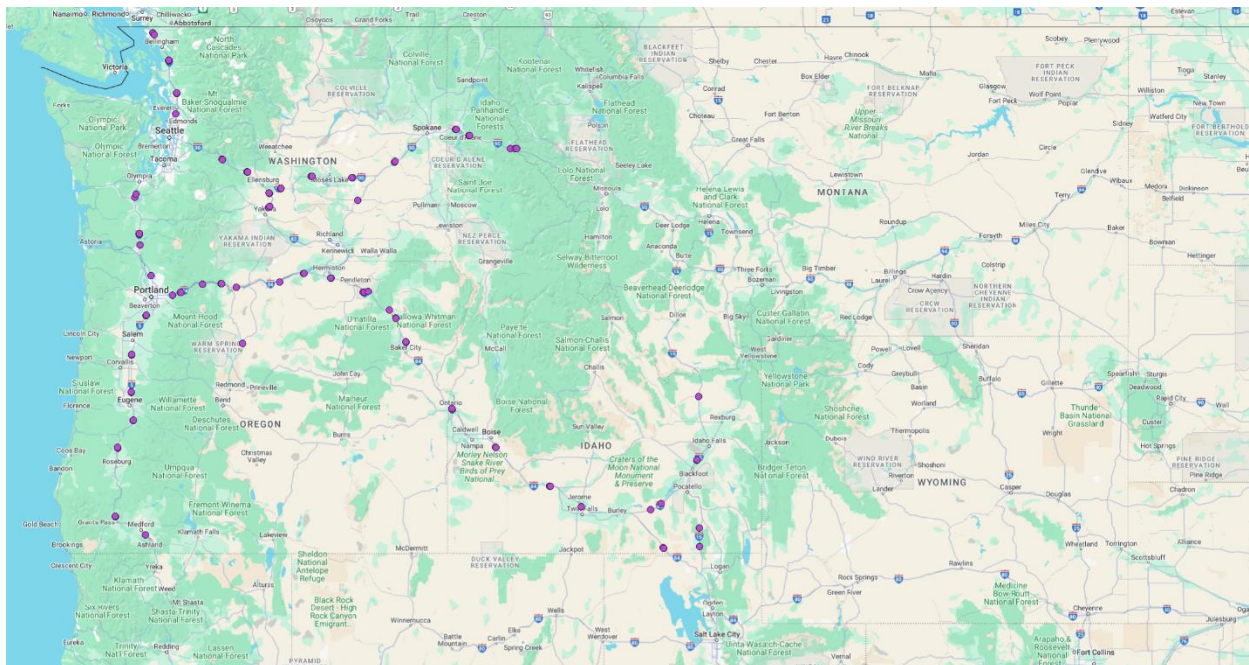 Nanaimo
Richmond
Surrey
Abbotsford
Osoyoos
Grand Forks
Trail
Creston
Estevan
Bellingham
North
Cascades
National Park
Victoria
Colville
National
Forest
Kootenai
National Forest
BLACKFEET
INDIAN
RESERVATION
Whitefish
Columbia Falls
Kalispell
Shelby
Chester
Havre
Chinook
Box Elder
Malta
Scobey
Plentywood
FORT PECK
INDIAN
RESERVATION
Tioga
Stanley
Forks
Olympic
National Park
Mt
Baker Snoqualmie
National Forest
COLVILLE
RESERVATION
Sandpoint
Idaho
Panhandle
National
Forests
Flathead
National
Forest
Conrad
Choteau
Fort Benton
FORT BELKNAP
INDIAN
RESERVATION
Glasgow
Fort Peck
Wolf Point
Poplar
Williston
New Town
Watford City
FORT BERTHOLD
INDIAN
RESERVATION
Everett
Edmonds
Seattle
Bremerton
Tacoma
Olympic
National Forest
Olympia
Wenatchee
WASHINGTON
Ellensburg
Moses Lake
Yakima
Spokane
Coeur d'Alene
COEUR D'ALENE
RESERVATION
Polson
FLATHEAD
RESERVATION
Great Falls
Upper
Missouri
River Breaks
National...
Sidney
Saint Joe
National
Forest
Lolo National
Forest
Seeley Lake
Missoula
Lolo
Lewistown
Jordan
Circle
Glendive
Wibaux
Beulah
Pullman
Moscow
Lewiston
Helena Lewis
and Clark
National Forest
MONTANA
Terry
Medora
Dickinson
Belfield
Astoria
YAKAMA INDIAN
RESERVATION
Richland
Kennewick
Walla Walla
NEZ PERCE
RESERVATION
Grangeville
Hamilton
Selway-Bitterroot
Wilderness
Deer Lodge
Anaconda
Butte
Helena
Townsend
Roundup
Forsyth
Miles City
Baker
Bowman
Hettinger
Portland
Beaverton
Hermiston
Pendleton
Three Forks
Bozeman
Big Timber
Livingston
Billings
Laurel
Hardin
Colstrip
Crow Agency
Mount Hood
National
Forest
Umatilla
National
Forest
Wallowa-Whitman
National Forest
Beaverhead Deerlodge
National Forest
CROW
RESERVATION
NORTHERN
CHEYENNE
INDIAN
RESERVATION
Buffalo
Lincoln City
Salem
WARM SPRINGS
RESERVATION
Payette
National
Forest
McCall
Salmon
Dillon
Big Sky
Custer Gallatin
National
Forest
Red Lodge
Newport
Corvallis
Baker City
Salmon-Challis
National
Forest
West
Yellowstone
Gardiner
Powell
Lovell
Sheridan
Siuslaw
National
Forest
Eugene
Florence
Willamette
National
Forest
Redmond
Prineville
John Day
Challis
Yellowstone
National Park
Cody
Greybull
Buffalo
Gillette
Spearfish
Sturgis
Deadwood
Rapid City
Wall
Bend
Deschutes
National
Forest
Malheur
National
Forest
Ontario
Boise National
Forest
Rexburg
Shoshone
National
Forest
Worland
Thunder
Basin National
Grassland
Custer
Coos Bay
Bandon
Roseburg
OREGON
Burns
Caldwell
Nampa
Boise
Sun Valley
IDAHO
Idaho Falls
Jackson
Dubois
Thermopolis
Wright
Hot Springs
Christmas
Valley
Morley Nelson
Snake River
Birds of Prey
National...
Craters of the
Moon National
Monument
& Preserve
Blackfoot
Bridger Teton
National Forest
WIND RIVER
RESERVATION
Shoshoni
Riverton
Lander
WYOMING
Casper
Douglas
PINE RIDGE
RESERVATION
Pine Ridge
Chadron
Umpqua
National
Forest
Fremont Winema
National Forest
Jerome
Twin Falls
Burley
Pocatello
Lusk
Gold Beach
Grants Pass
Medford
Ashland
Klamath Falls
Lakeview
Brookings
Crescent City
Sheldon
National
Antelope
Refuge
McDermitt
DUCK VALLEY
RESERVATION
Jackpot
Wheatland
Torrington
Alliance
Scottsbluff
Yreka
Weed
Klamath
National Forest
Alturas
Logan
Rock Springs
Green River
Rawlins
Six Rivers
National
Forest
Mt Shasta
Shasta-Trinity
National Forest
Black Rock
Desert - High
Rock Canyon
Emigrant...
Winnemucca
Wells
Elko
Ogden
Layton
Medicine
Bow-Routt
National Forest
Cheyenne
Sidney
Julesburg
Eureka
Trinity
Nat'l Forest
Redding
Lassen
National Forest
PYRAMID
Battle
Mountain
Carlin
Spring Creek
West
Wendover
Salt Lake City
Uinta-Wasatch-Cache
National Forest
Vernal
Arapaho &
Roosevelt
National
Fort Collins